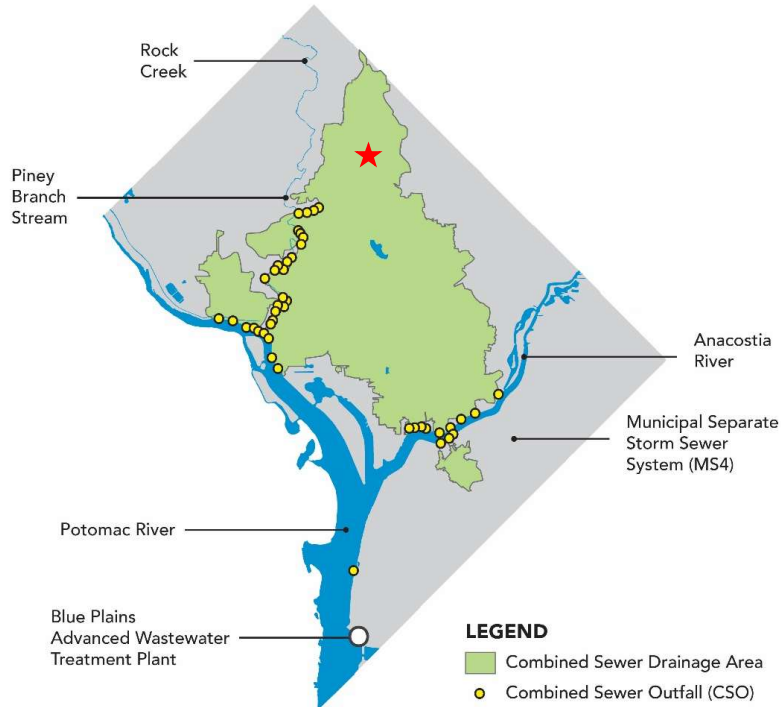 Rock
Creek
Piney
Branch
Stream
Anacostia
River
Municipal Separate
Storm Sewer
System (MS4)
Potomac River
Blue Plains
Advanced Wastewater
Treatment Plant
LEGEND
Combined Sewer Drainage Area
Combined Sewer Outfall (CSO)